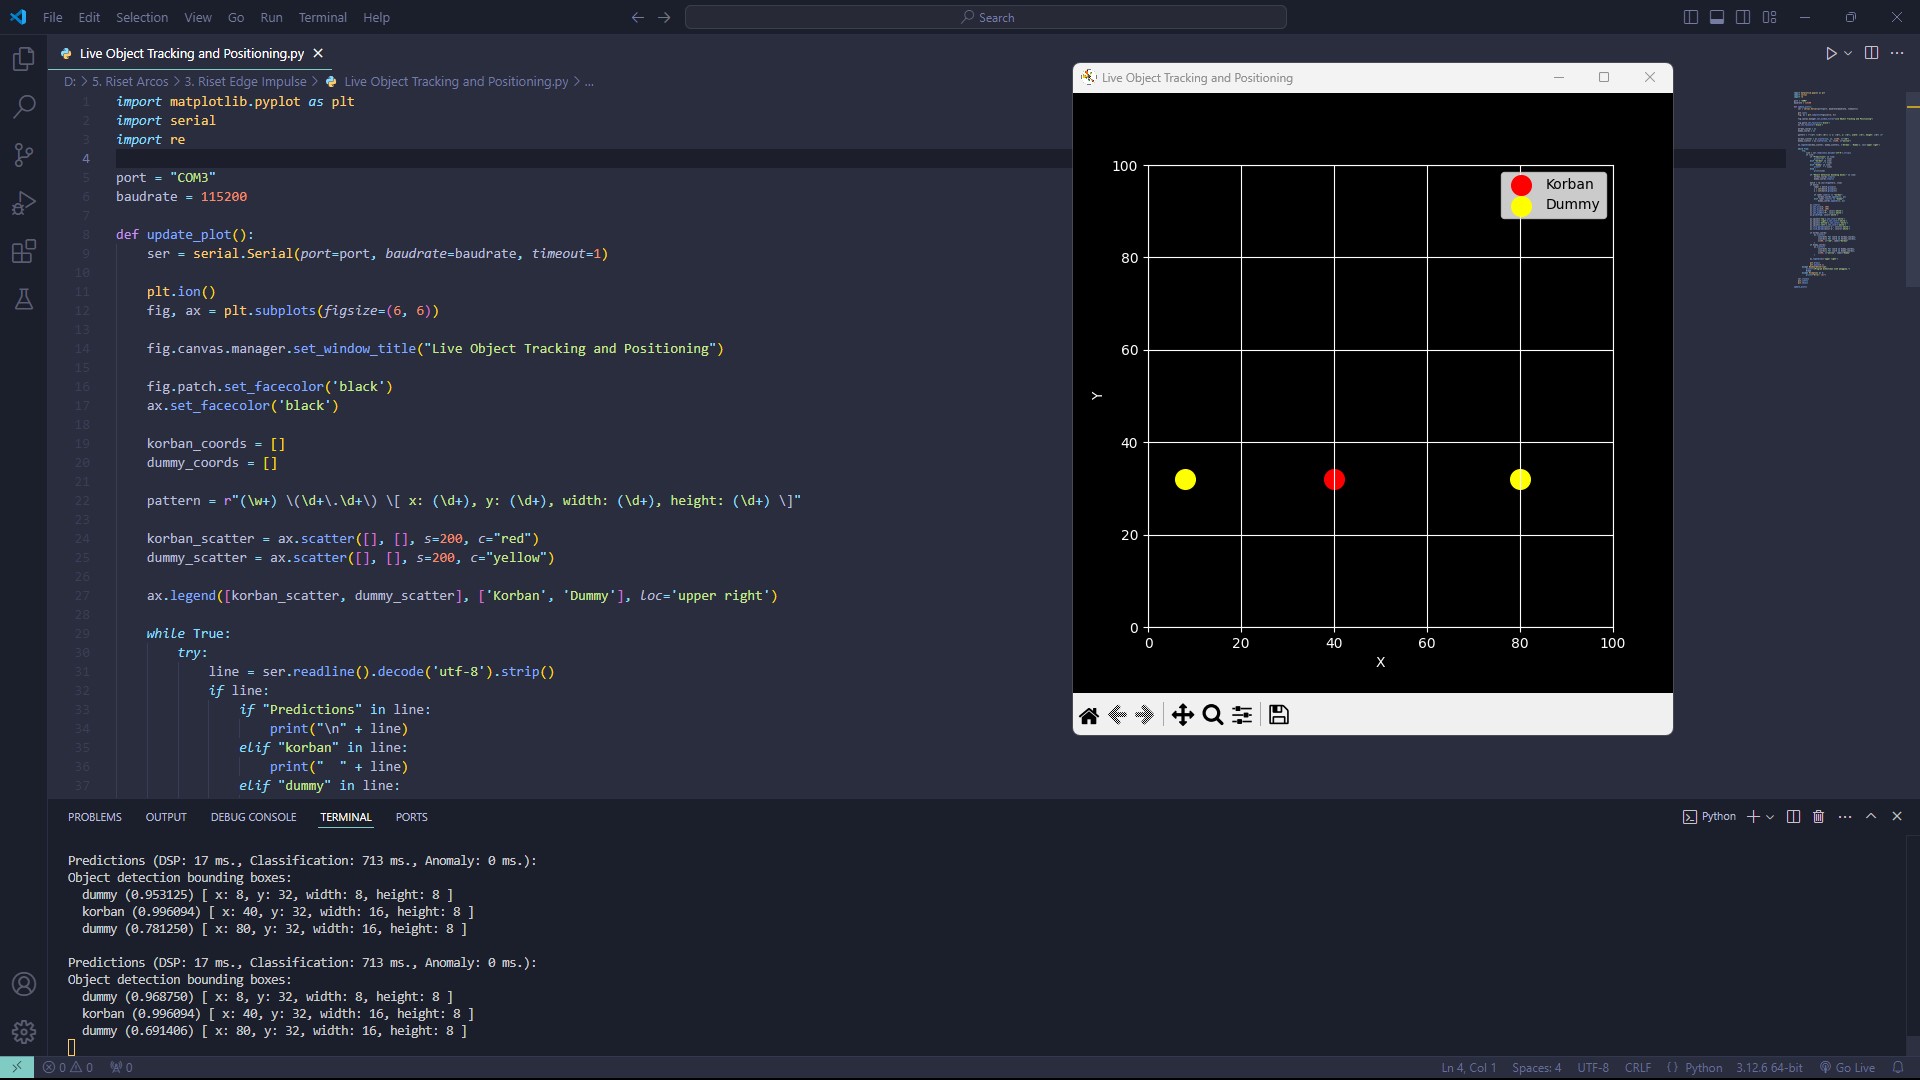 File Edit Selection View Go Run Terminal Help
Search
Live Object Tracking and Positioning.py
D: > 5. Riset Arcos > 3. Riset Edge Impulse > Live Object Tracking and Positioning.py > ...
1 import matplotlib.pyplot as plt
2 import serial
3 import re
4
5 port = "COM3"
6 baudrate = 115200
7
8 def update_plot():
9 ser = serial.Serial(port=port, baudrate=baudrate, timeout=1)
10
11 plt.ion()
12 fig, ax = plt.subplots(figsize=(6, 6))
13
14 fig.canvas.manager.set_window_title("Live Object Tracking and Positioning")
15
16 fig.patch.set_facecolor('black')
17 ax.set_facecolor('black')
18
19 korban_coords = []
20 dummy_coords = []
21
22 pattern = r"(\w+) \(\d+\.\d+\) \[ x: (\d+), y: (\d+), width: (\d+), height: (\d+) \]"
23
24 korban_scatter = ax.scatter([], [], s=200, c="red")
25 dummy_scatter = ax.scatter([], [], s=200, c="yellow")
26
27 ax.legend([korban_scatter, dummy_scatter], ['Korban', 'Dummy'], loc='upper right')
28
29 while True:
30 try:
31 line = ser.readline().decode('utf-8').strip()
32 if line:
33 if "Predictions" in line:
34 print("\n" + line)
35 elif "korban" in line:
36 print("  " + line)
37 elif "dummy" in line:
Live Object Tracking and Positioning
Korban
Dummy
100
80
60
40
20
0
Y
0 20 40 60 80 100
X
PROBLEMS OUTPUT DEBUG CONSOLE TERMINAL PORTS
Python
Predictions (DSP: 17 ms., Classification: 713 ms., Anomaly: 0 ms.):
Object detection bounding boxes:
dummy (0.953125) [ x: 8, y: 32, width: 8, height: 8 ]
korban (0.996094) [ x: 40, y: 32, width: 16, height: 8 ]
dummy (0.781250) [ x: 80, y: 32, width: 16, height: 8 ]
Predictions (DSP: 17 ms., Classification: 713 ms., Anomaly: 0 ms.):
Object detection bounding boxes:
dummy (0.968750) [ x: 8, y: 32, width: 8, height: 8 ]
korban (0.996094) [ x: 40, y: 32, width: 16, height: 8 ]
dummy (0.691406) [ x: 80, y: 32, width: 16, height: 8 ]
0 0 0 Ln 4, Col 1 Spaces: 4 UTF-8 CRLF { } Python 3.12.6 64-bit Go Live